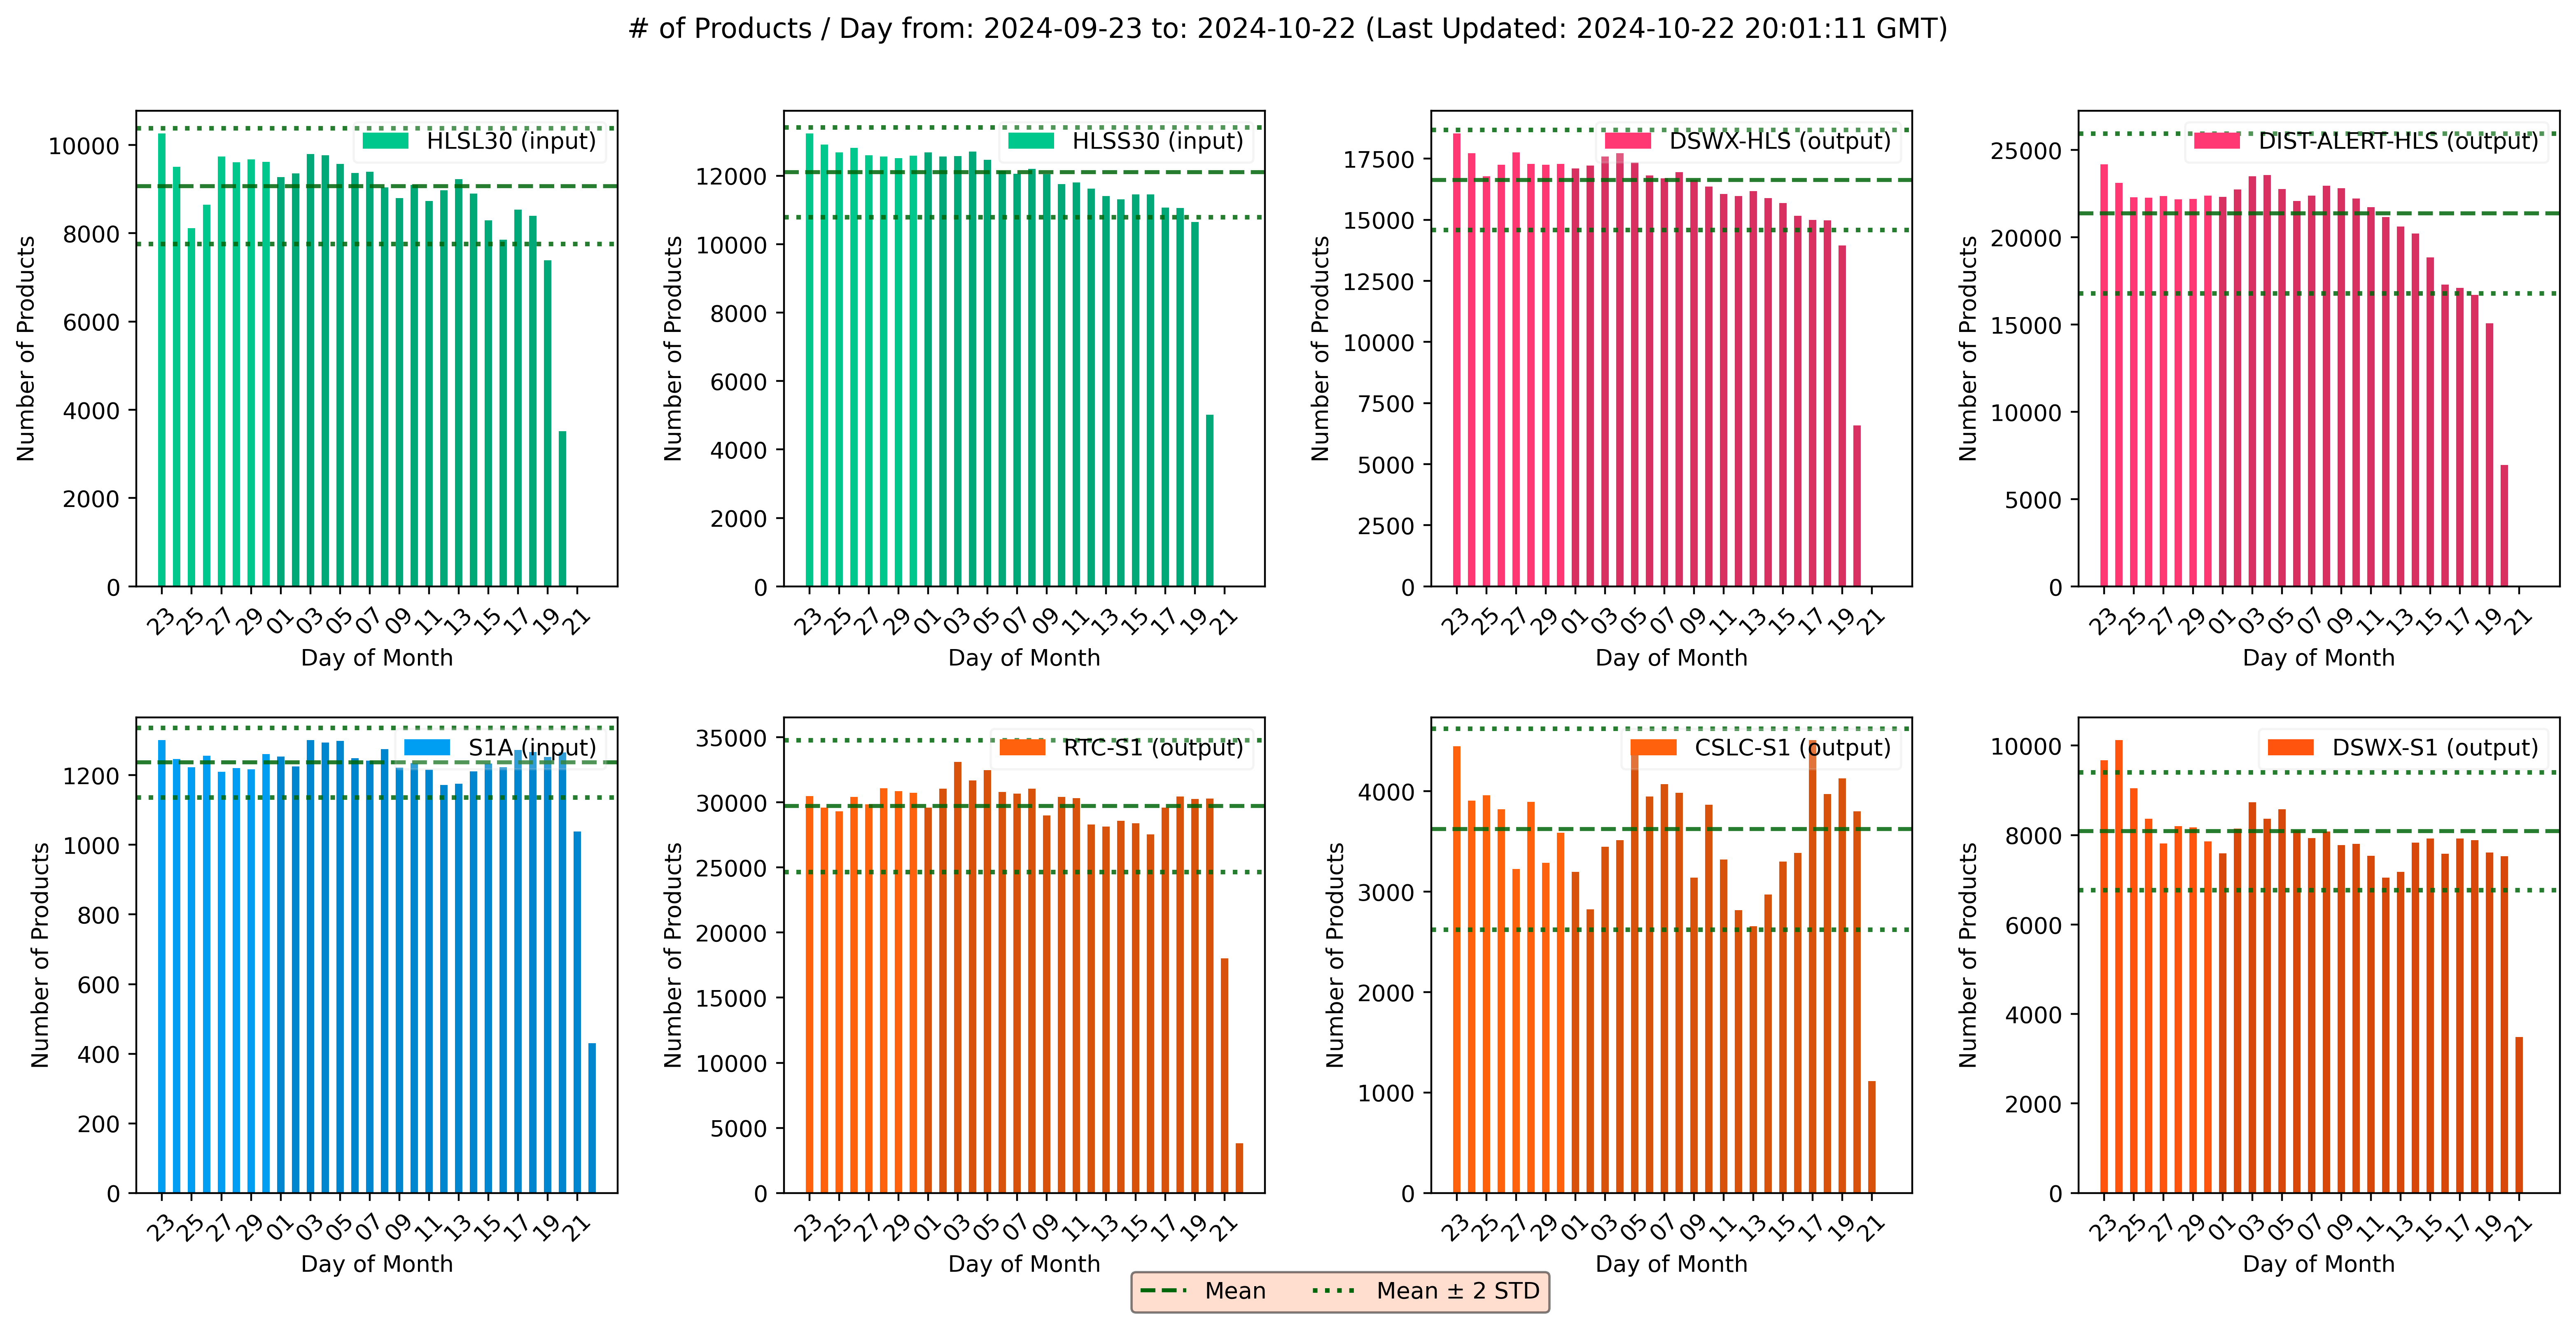 # of Products / Day from: 2024-09-23 to: 2024-10-22 (Last Updated: 2024-10-22 20:01:11 GMT)
HLSL30 (input)
Number of Products
10000
8000
6000
4000
2000
0
23 25 27 29 01 03 05 07 09 11 13 15 17 19 21
Day of Month
HLSS30 (input)
Number of Products
12000
10000
8000
6000
4000
2000
0
23 25 27 29 01 03 05 07 09 11 13 15 17 19 21
Day of Month
DSWX-HLS (output)
Number of Products
17500
15000
12500
10000
7500
5000
2500
0
23 25 27 29 01 03 05 07 09 11 13 15 17 19 21
Day of Month
DIST-ALERT-HLS (output)
Number of Products
25000
20000
15000
10000
5000
0
23 25 27 29 01 03 05 07 09 11 13 15 17 19 21
Day of Month
S1A (input)
Number of Products
1200
1000
800
600
400
200
0
23 25 27 29 01 03 05 07 09 11 13 15 17 19 21
Day of Month
RTC-S1 (output)
Number of Products
35000
30000
25000
20000
15000
10000
5000
0
23 25 27 29 01 03 05 07 09 11 13 15 17 19 21
Day of Month
CSLC-S1 (output)
Number of Products
4000
3000
2000
1000
0
23 25 27 29 01 03 05 07 09 11 13 15 17 19 21
Day of Month
DSWX-S1 (output)
Number of Products
10000
8000
6000
4000
2000
0
23 25 27 29 01 03 05 07 09 11 13 15 17 19 21
Day of Month
Mean
Mean ± 2 STD